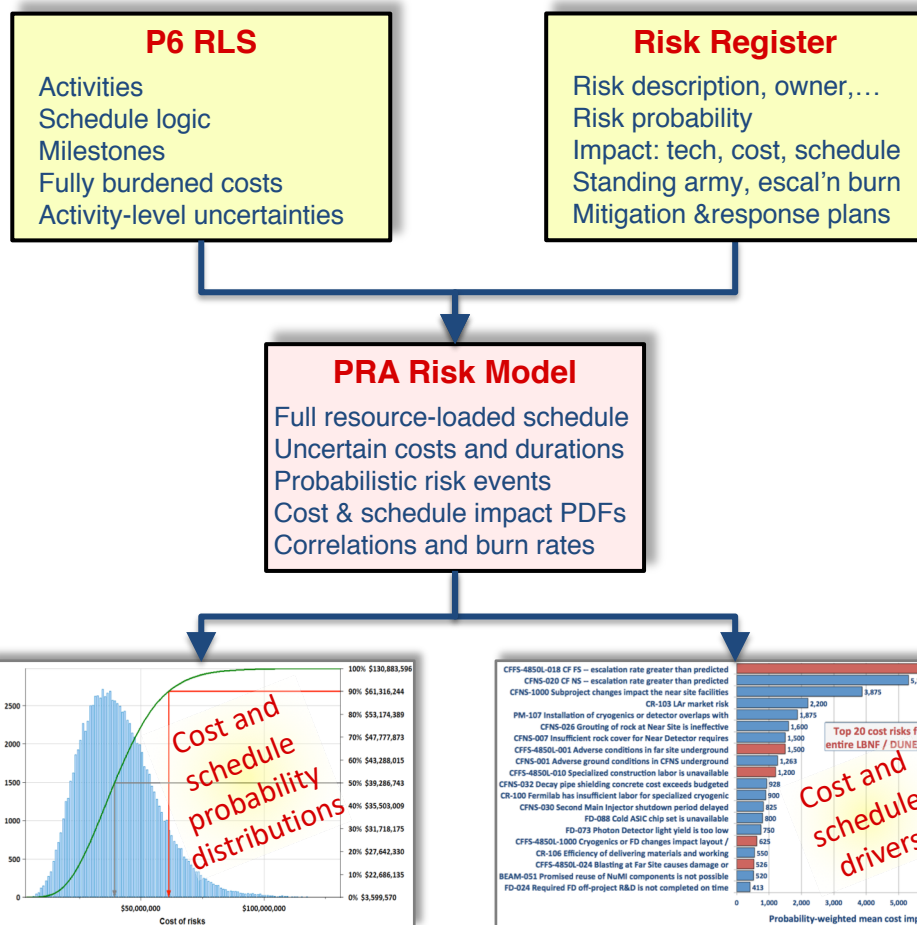 P6 RLS
Activities
Schedule logic
Milestones
Fully burdened costs
Activity-level uncertainties
Risk Register
Risk description, owner,…
Risk probability
Impact: tech, cost, schedule
Standing army, escal'n burn
Mitigation &response plans
PRA Risk Model
Full resource-loaded schedule
Uncertain costs and durations
Probabilistic risk events
Cost & schedule impact PDFs
Correlations and burn rates
2500
2000
1500
1000
500
0
100% $130,883,596
90% $61,316,244
80% $53,174,389
70% $47,777,873
60% $43,288,015
50% $39,286,743
40% $35,503,009
30% $31,718,175
20% $27,642,330
10% $22,686,135
0% $3,599,570
$50,000,000
$100,000,000
Cost of risks
Cost and
schedule
probability
distributions
CFFS-4850L-018 CF FS -- escalation rate greater than predicted
CFNS-020 CF NS -- escalation rate greater than predicted 5,
CFNS-1000 Subproject changes impact the near site facilities 3,875
CR-103 LAr market risk 2,200
PM-107 Installation of cryogenics or detector overlaps with 1,875
CFNS-026 Grouting of rock at Near Site is ineffective 1,600
CFNS-007 Insufficient rock cover for Near Detector requires 1,500
CFFS-4850L-001 Adverse conditions in far site underground 1,500
CFNS-001 Adverse ground conditions in CFNS underground 1,263
CFFS-4850L-010 Specialized construction labor is unavailable 1,200
CFNS-032 Decay pipe shielding concrete cost exceeds budgeted 928
CR-100 Fermilab has insufficient labor for specialized cryogenic 900
CFNS-030 Second Main Injector shutdown period delayed 825
FD-088 Cold ASIC chip set is unavailable 800
FD-073 Photon Detector light yield is too low 750
CFFS-4850L-1000 Cryogenics or FD changes impact layout / 625
CR-106 Efficiency of delivering materials and working 550
CFFS-4850L-024 Blasting at Far Site causes damage or 526
BEAM-051 Promised reuse of NuMI components is not possible 520
FD-024 Required FD off-project R&D is not completed on time 413
Top 20 cost risks f
entire LBNF / DUNE
Cost and
schedule
drivers
0 1,000 2,000 3,000 4,000 5,000
Probability-weighted mean cost imp